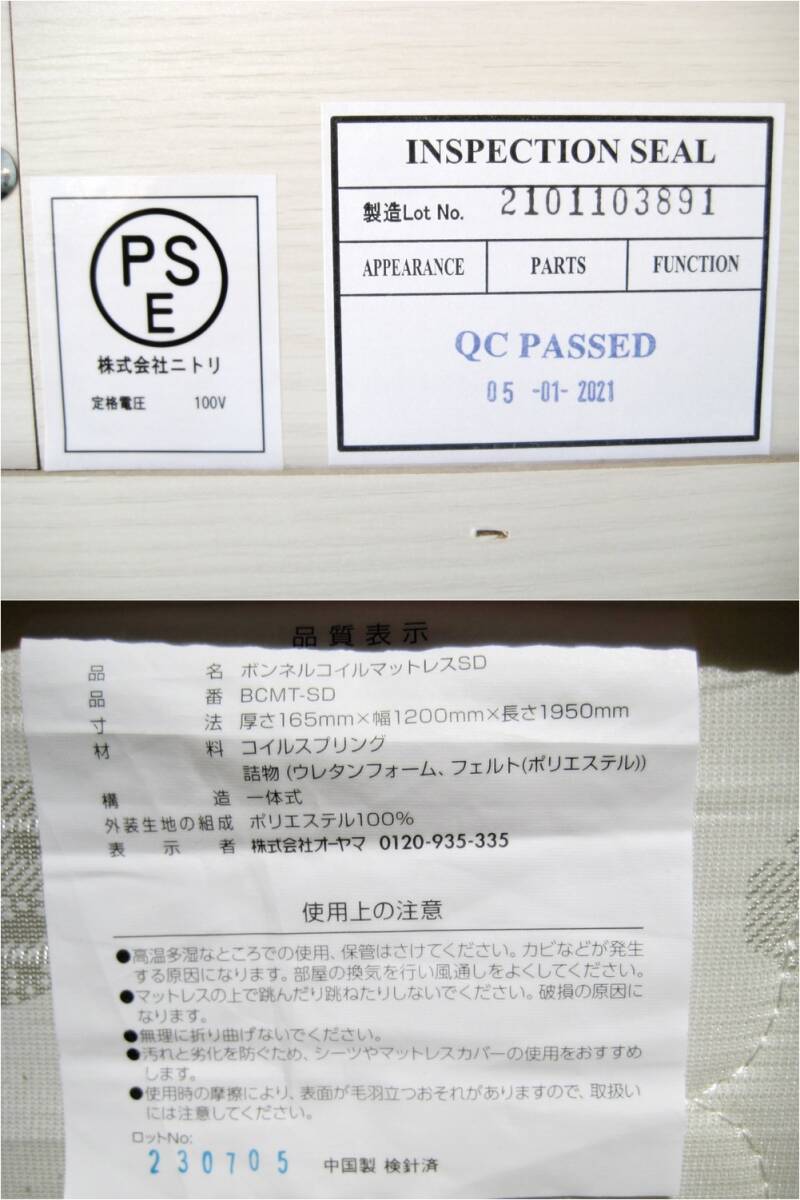 PS
E
株式会社ニトリ
定格電圧 100V
INSPECTION SEAL
製造Lot No. 2101103891
APPEARANCE PARTS FUNCTION
QC PASSED
05 -01- 2021
品質表示
品 名 ボンネルコイルマットレスSD
品 番 BCMT-SD
寸 法 厚さ165mm×幅1200mm×長さ1950mm
材 料 コイルスプリング
詰物 (ウレタンフォーム、フェルト(ポリエステル))
構 造 一体式
外装生地の組成 ポリエステル100%
表 示 者 株式会社オーヤマ 0120-935-335
使用上の注意
●高温多湿なところでの使用、保管はさけてください。カビなどが発生
する原因になります。部屋の換気を行い風通しをよくしてください。
●マットレスの上で跳んだり跳ねたりしないでください。破損の原因に
なります。
●無理に折り曲げないでください。
●汚れと劣化を防ぐため、シーツやマットレスカバーの使用をおすすめ
します。
●使用時の摩擦により、表面が毛羽立つおそれがありますので、取扱い
には注意してください。
ロットNo:
230705 中国製 検針済